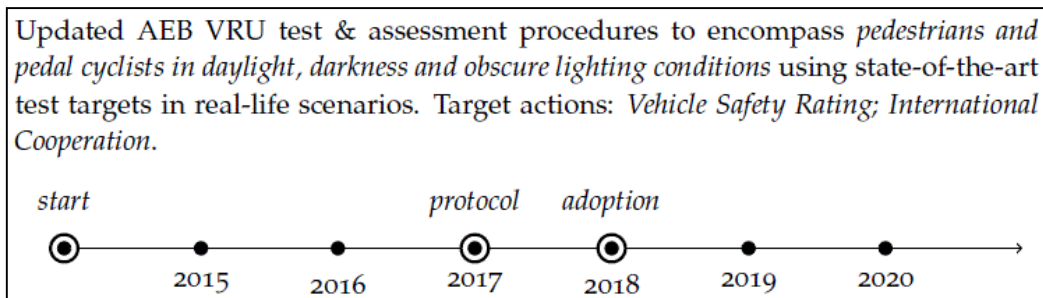 Updated AEB VRU test & assessment procedures to encompass pedestrians and
pedal cyclists in daylight, darkness and obscure lighting conditions using state-of-the-art
test targets in real-life scenarios. Target actions: Vehicle Safety Rating; International
Cooperation.
start protocol adoption
2015 2016 2017 2018 2019 2020